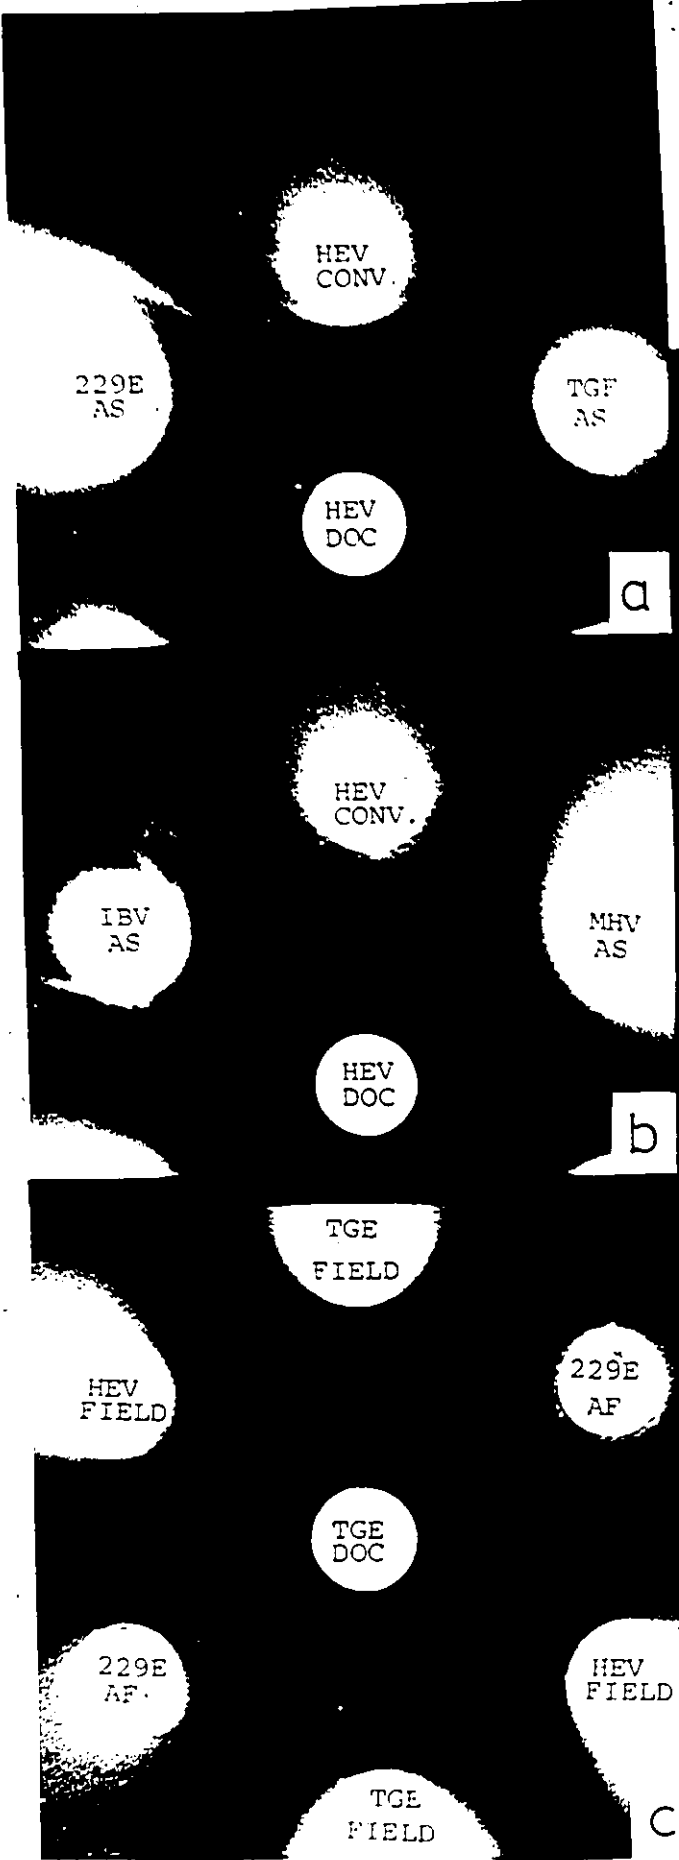 HEV
CONV.
229E
AS
TGF
AS
HEV
DOC
a
HEV
CONV.
IBV
AS
MHV
AS
HEV
DOC
b
TGE
FIELD
HEV
FIELD
229E
AF
TGE
DOC
229E
AF.
HEV
FIELD
TGE
FIELD
c